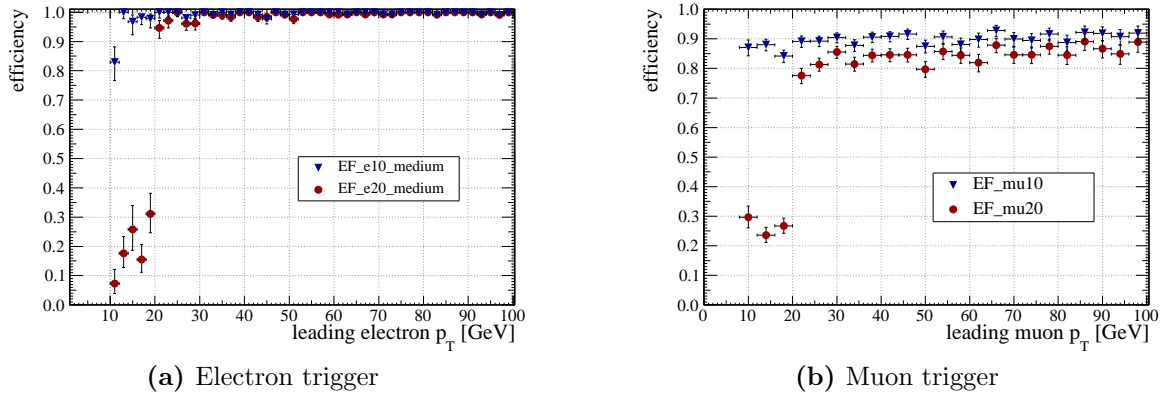 efficiency
1.0
0.9
0.8
0.7
0.6
0.5
0.4
0.3
0.2
0.1
0.0
EF_e10_medium
EF_e20_medium
10 20 30 40 50 60 70 80 90 100
leading electron p_T [GeV]
(a) Electron trigger
efficiency
1.0
0.9
0.8
0.7
0.6
0.5
0.4
0.3
0.2
0.1
0.0
EF_mu10
EF_mu20
0 10 20 30 40 50 60 70 80 90 100
leading muon p_T [GeV]
(b) Muon trigger